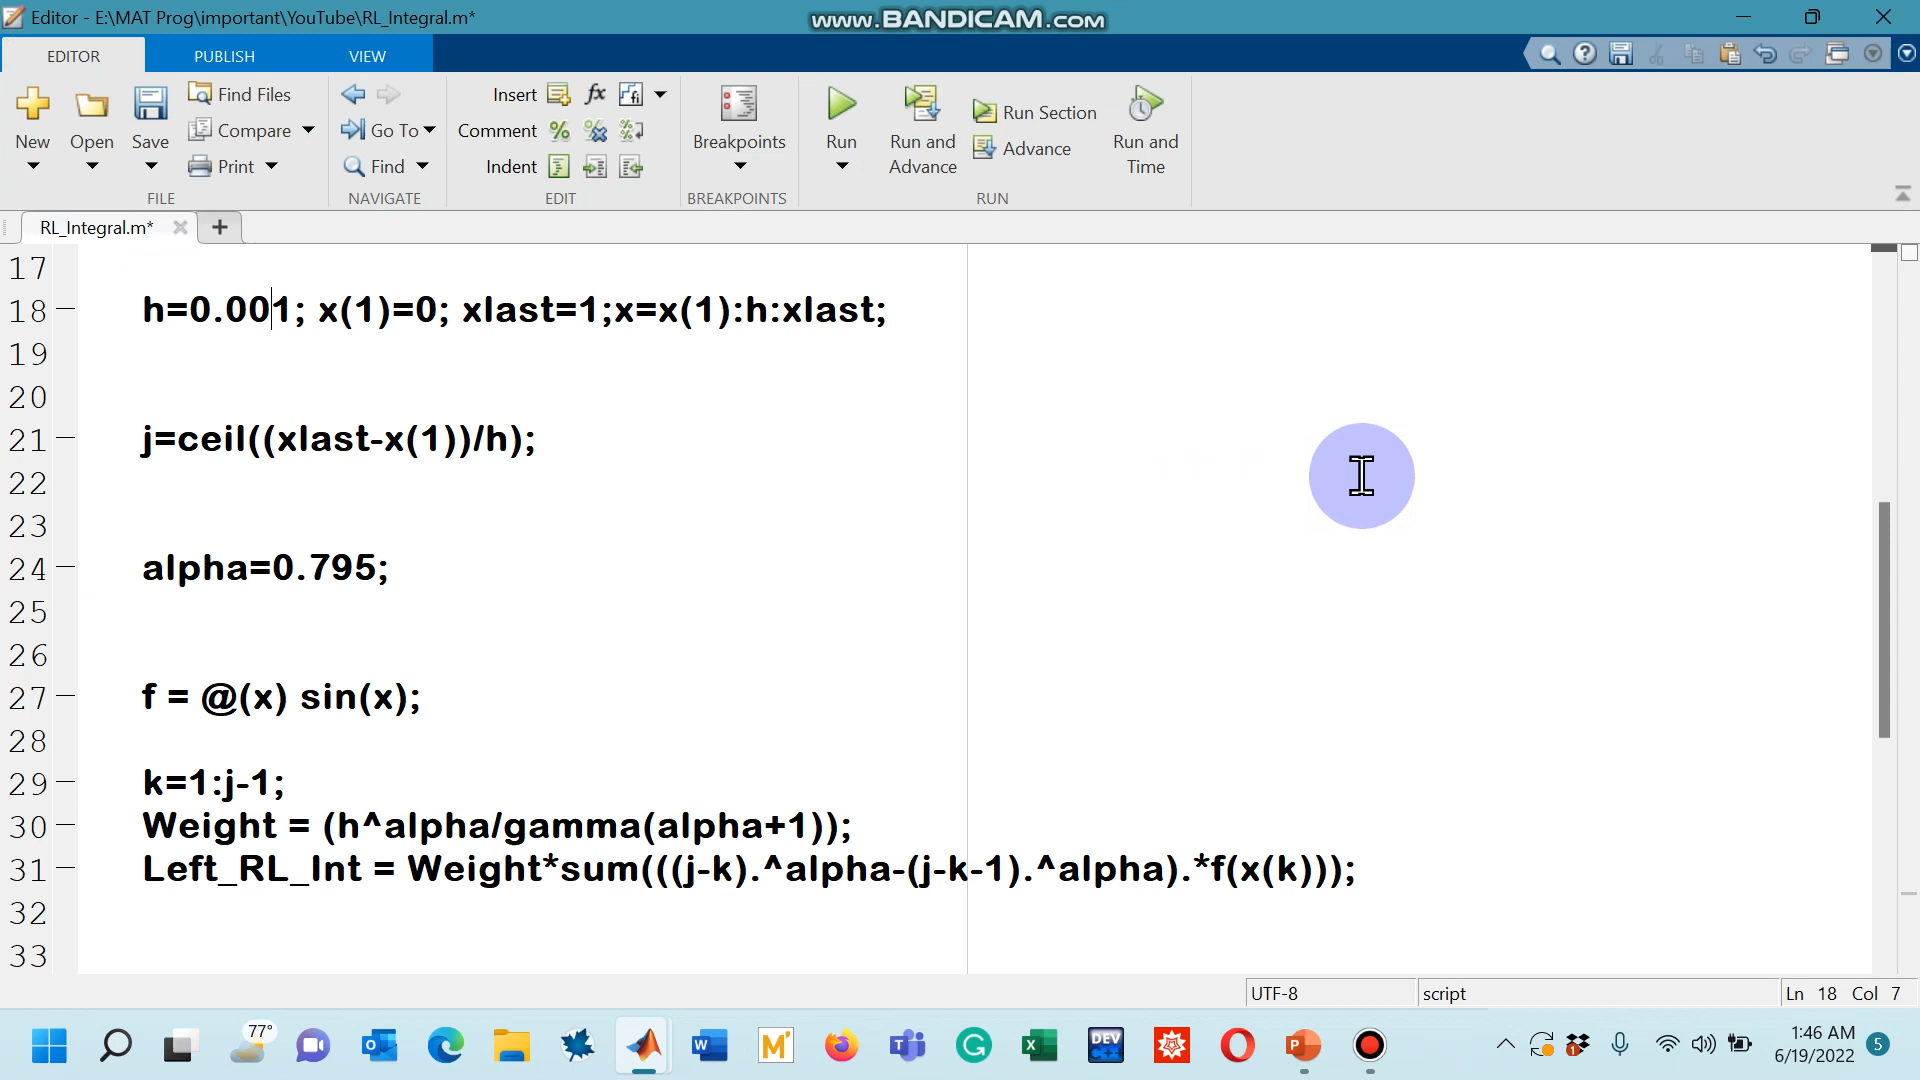 Editor - E:\MAT Prog\important\YouTube\RL_Integral.m*
www.BANDICAM.com
EDITOR PUBLISH VIEW
New Open Save
Find Files
Compare
Print
FILE
Go To
Find
NAVIGATE
Insert fx
Comment
Indent
EDIT
Breakpoints
BREAKPOINTS
Run
Run and Advance
Run Section
Advance
Run and Time
RUN
RL_Integral.m*
17
18 h=0.001; x(1)=0; xlast=1;x=x(1):h:xlast;
19
20
21 j=ceil((xlast-x(1))/h);
22
23
24 alpha=0.795;
25
26
27 f = @(x) sin(x);
28
29 k=1:j-1;
30 Weight = (h^alpha/gamma(alpha+1));
31 Left_RL_Int = Weight*sum(((j-k).^alpha-(j-k-1).^alpha).*f(x(k)));
32
33
UTF-8 script Ln 18 Col 7
77°
DEV C++
1:46 AM
6/19/2022 5